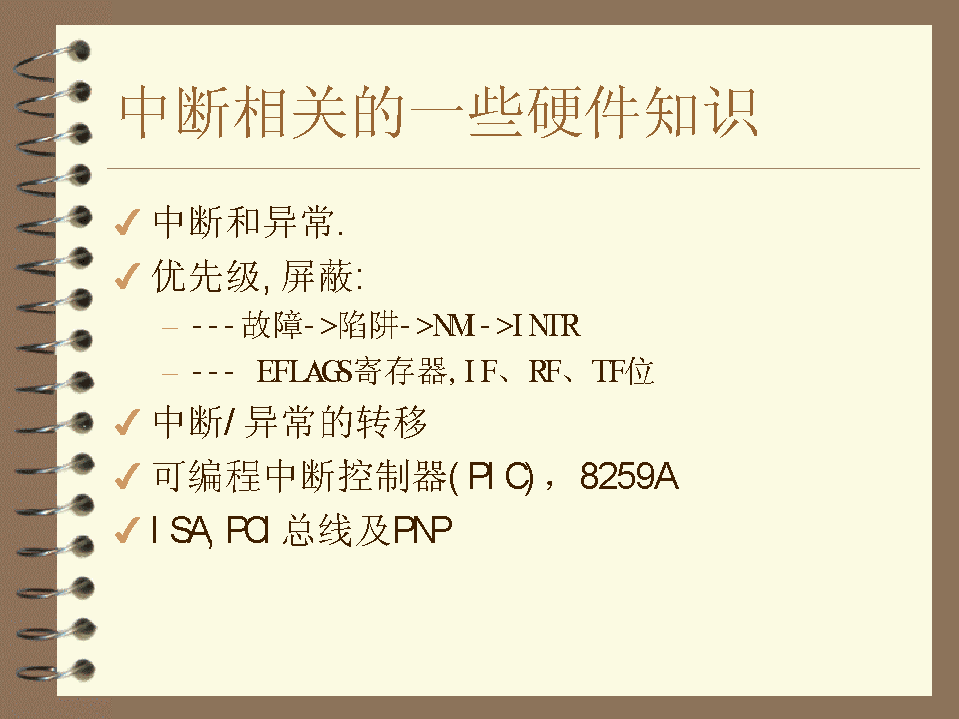 中断相关的一些硬件知识
中断和异常.
优先级, 屏蔽:
– ---故障->陷阱->NMI->INTR
– --- EFLAGS寄存器, IF、RF、TF位
中断/异常的转移
可编程中断控制器(PIC)，8259A
ISA, PCI总线及PNP